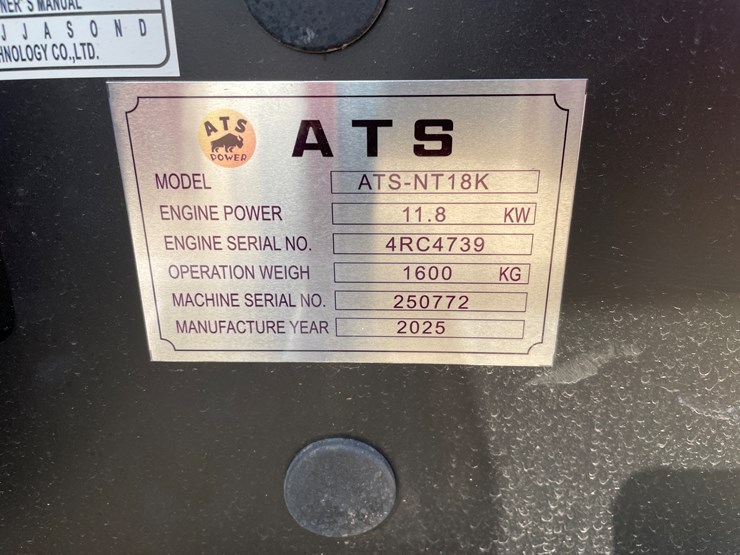 NER'S MANUAL
J J A S O N D
HNOLOGY CO.,LTD.
ATS
POWER
ATS
MODEL ATS-NT18K
ENGINE POWER 11.8 KW
ENGINE SERIAL NO. 4RC4739
OPERATION WEIGH 1600 KG
MACHINE SERIAL NO. 250772
MANUFACTURE YEAR 2025